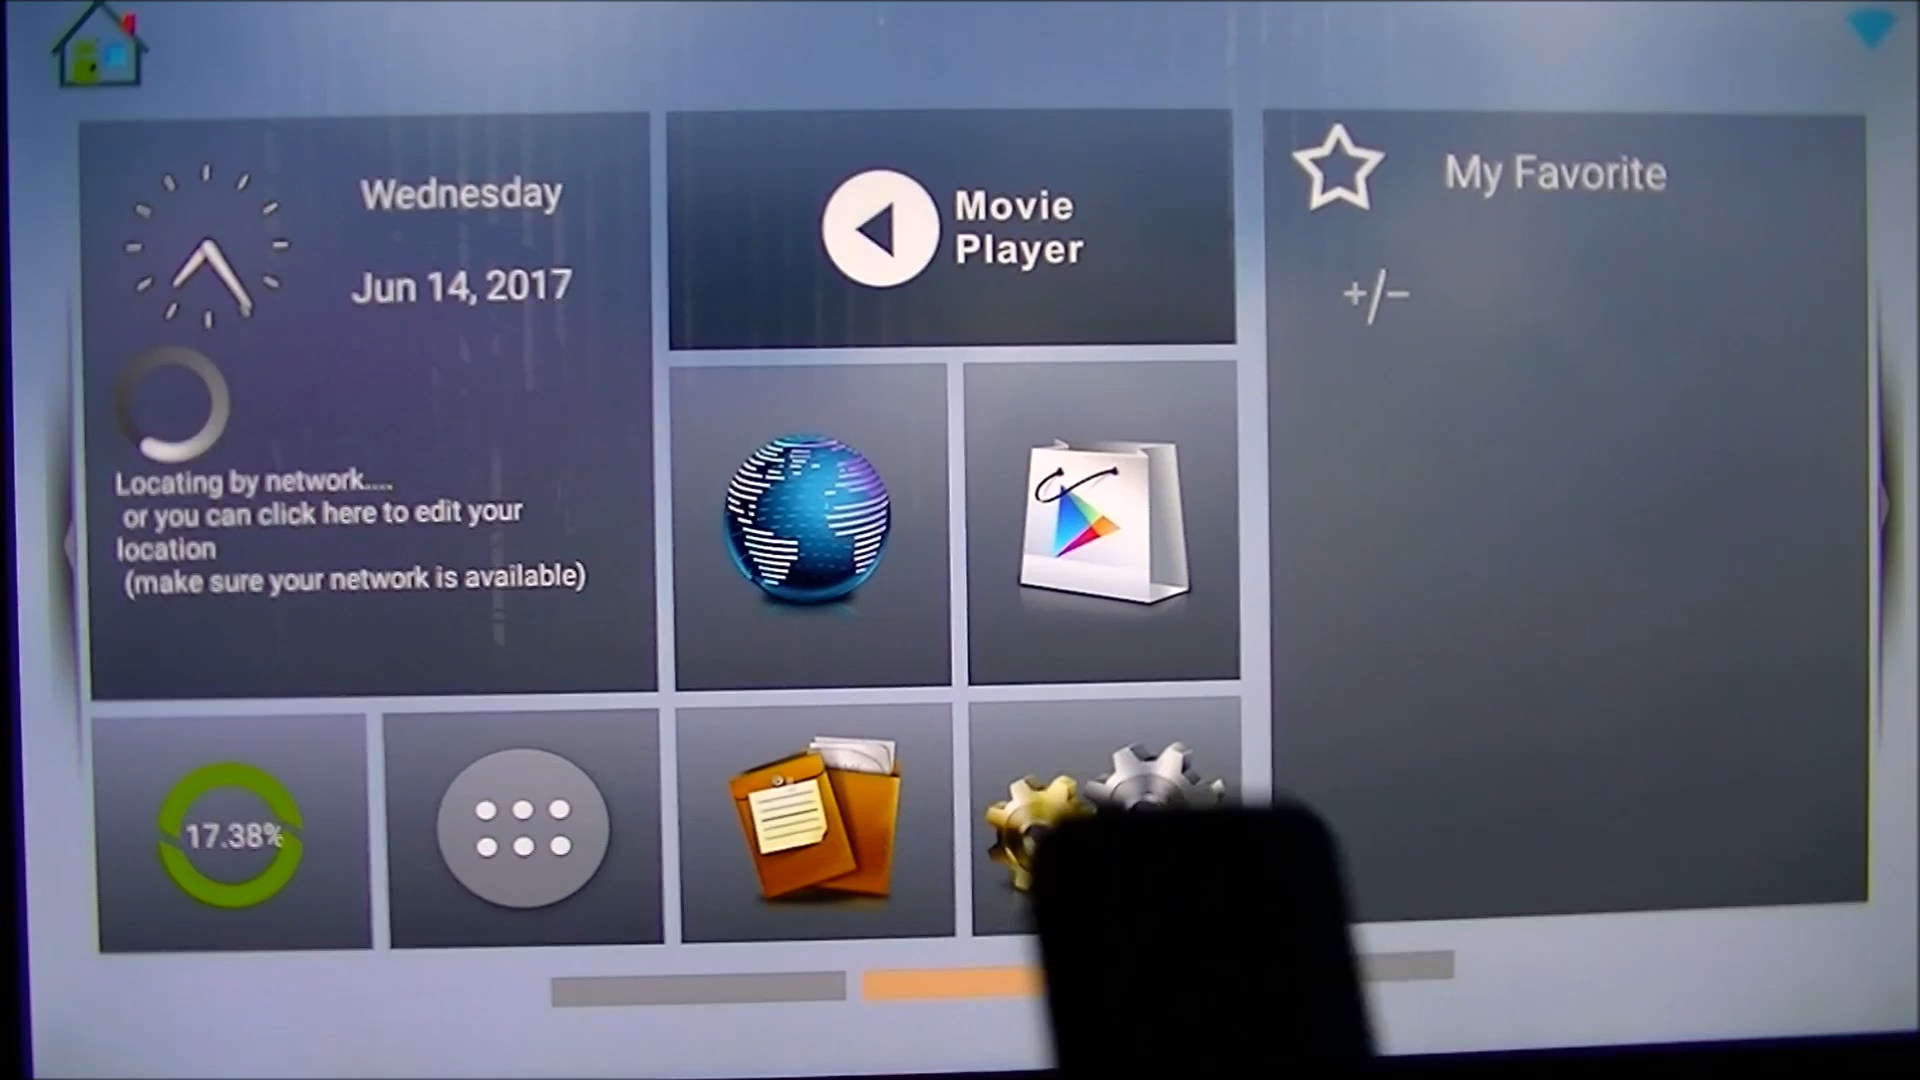 Wednesday
Jun 14, 2017
Locating by network....
or you can click here to edit your
location
(make sure your network is available)
Movie
Player
My Favorite
+/-
17.38%